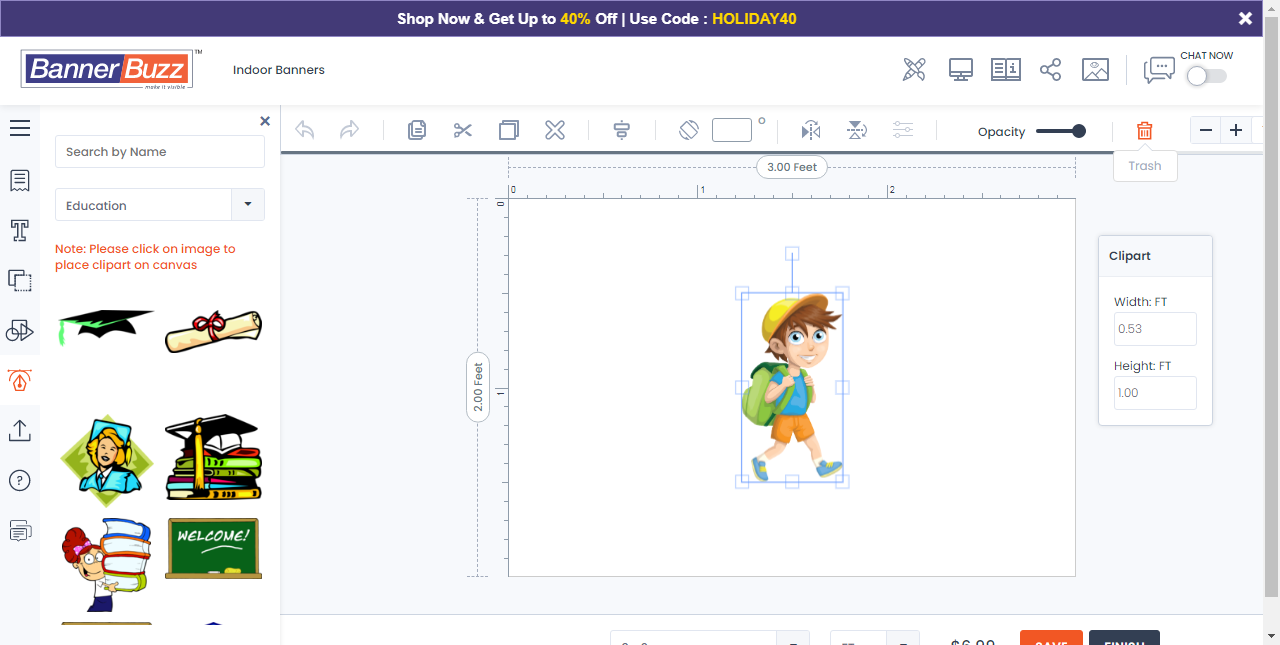 Shop Now & Get Up to 40% Off | Use Code : HOLIDAY40
BannerBuzz™
make it visible
Indoor Banners
CHAT NOW
Search by Name
Education
Note: Please click on image to
place clipart on canvas
WELCOME!
Opacity
Trash
3.00 Feet
0 1 2
0
1
2.00 Feet
Clipart
Width: FT
0.53
Height: FT
1.00